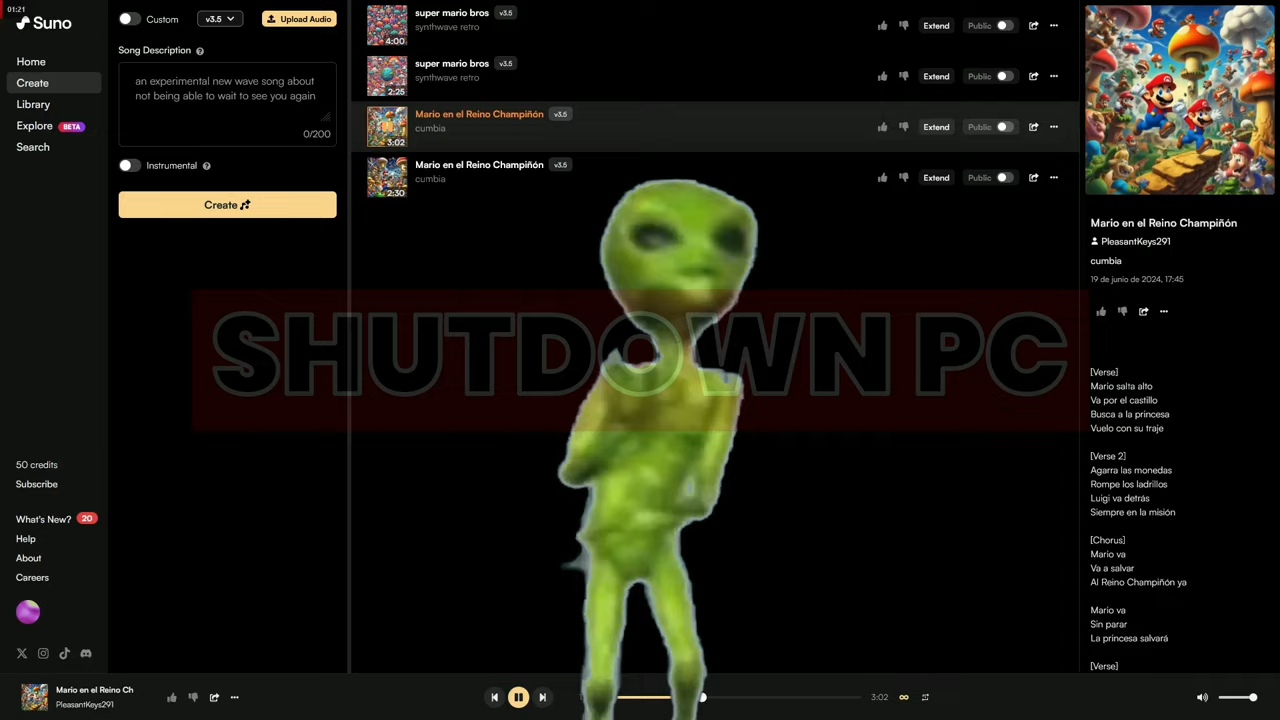 01:21
Suno
Home
Create
Library
Explore BETA
Search
50 credits
Subscribe
What's New? 20
Help
About
Careers
Custom
v3.5
Upload Audio
Song Description
an experimental new wave song about
not being able to wait to see you again
0/200
Instrumental
Create
super mario bros v3.5
synthwave retro
4:00
Extend Public
super mario bros v3.5
synthwave retro
2:25
Extend Public
Mario en el Reino Champiñón v3.5
cumbia
3:02
Extend Public
Mario en el Reino Champiñón v3.5
cumbia
2:30
Extend Public
SHUTDOWN PC
Mario en el Reino Champiñón
PleasantKeys291
cumbia
19 de junio de 2024, 17:45
[Verse]
Mario salta alto
Va por el castillo
Busca a la princesa
Vuelo con su traje
[Verse 2]
Agarra las monedas
Rompe los ladrillos
Luigi va detrás
Siempre en la misión
[Chorus]
Mario va
Va a salvar
Al Reino Champiñón ya
Mario va
Sin parar
La princesa salvará
[Verse]
Mario en el Reino Ch
PleasantKeys291
3:02